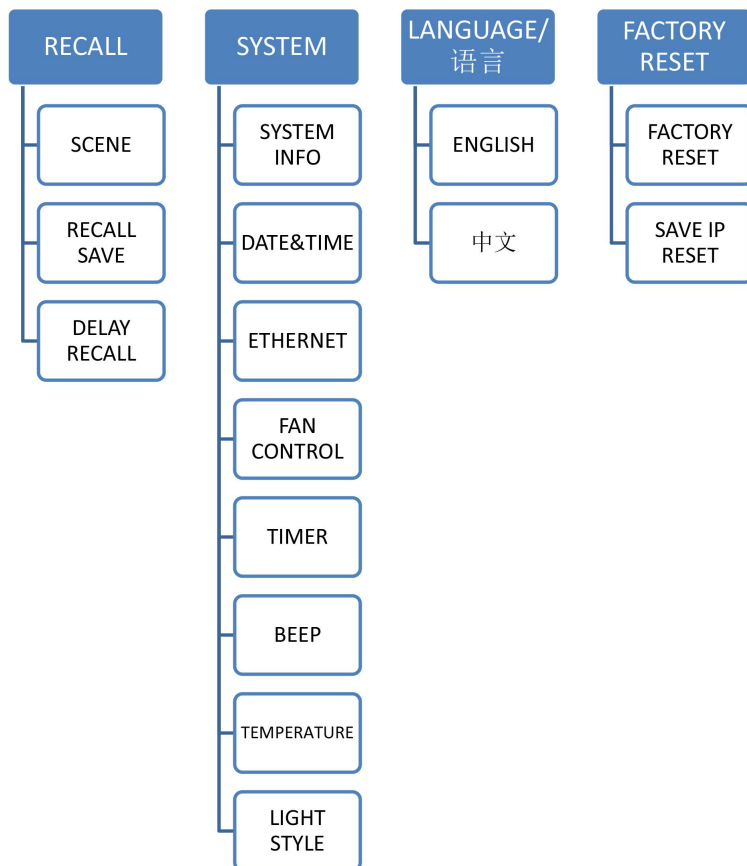 RECALL
SCENE
RECALL
SAVE
DELAY
RECALL
SYSTEM
SYSTEM
INFO
DATE&TIME
ETHERNET
FAN
CONTROL
TIMER
BEEP
TEMPERATURE
LIGHT
STYLE
LANGUAGE/
语言
ENGLISH
中文
FACTORY
RESET
FACTORY
RESET
SAVE IP
RESET